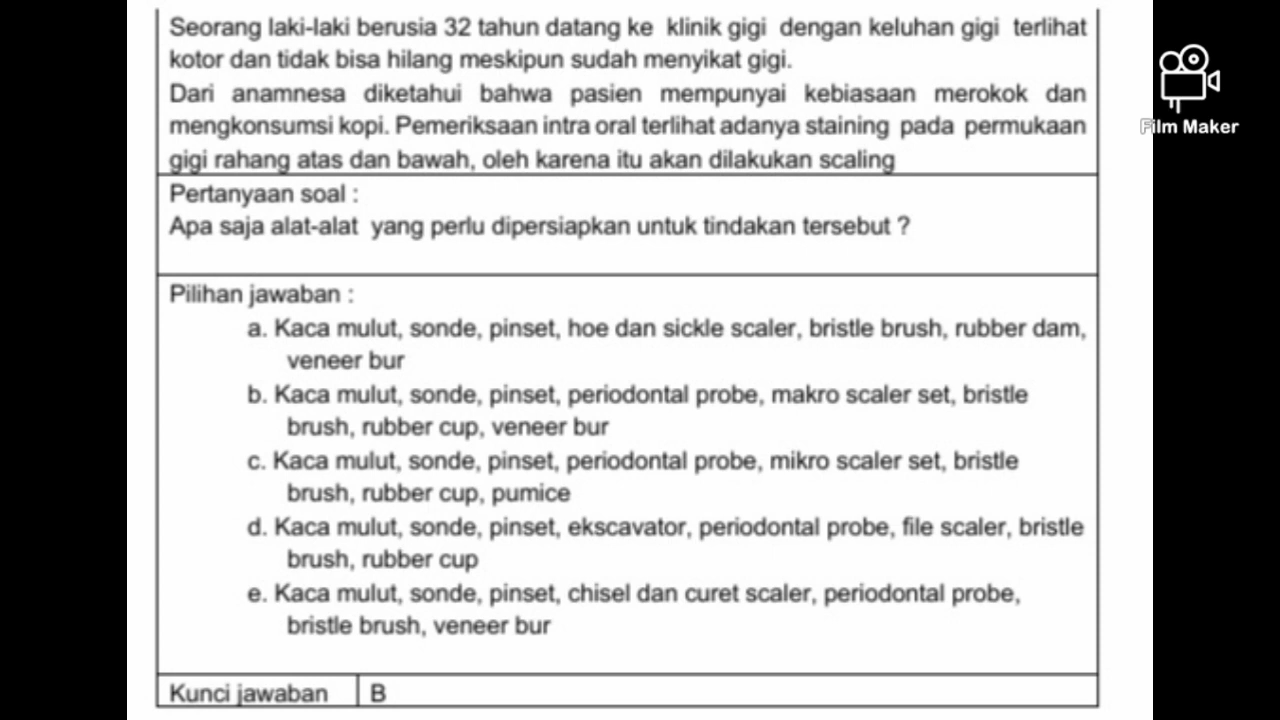 Seorang laki-laki berusia 32 tahun datang ke klinik gigi dengan keluhan gigi terlihat
kotor dan tidak bisa hilang meskipun sudah menyikat gigi.
Dari anamnesa diketahui bahwa pasien mempunyai kebiasaan merokok dan
mengkonsumsi kopi. Pemeriksaan intra oral terlihat adanya staining pada permukaan
gigi rahang atas dan bawah, oleh karena itu akan dilakukan scaling
Pertanyaan soal :
Apa saja alat-alat yang perlu dipersiapkan untuk tindakan tersebut ?
Pilihan jawaban :
a. Kaca mulut, sonde, pinset, hoe dan sickle scaler, bristle brush, rubber dam,
veneer bur
b. Kaca mulut, sonde, pinset, periodontal probe, makro scaler set, bristle
brush, rubber cup, veneer bur
c. Kaca mulut, sonde, pinset, periodontal probe, mikro scaler set, bristle
brush, rubber cup, pumice
d. Kaca mulut, sonde, pinset, ekscavator, periodontal probe, file scaler, bristle
brush, rubber cup
e. Kaca mulut, sonde, pinset, chisel dan curet scaler, periodontal probe,
bristle brush, veneer bur
Kunci jawaban B
Film Maker